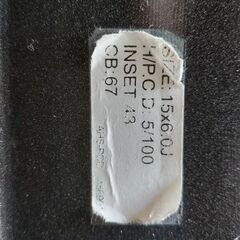 SIZE: 15x6.0J
H/P.C.D: 5/100
INSET 43
CB: 67